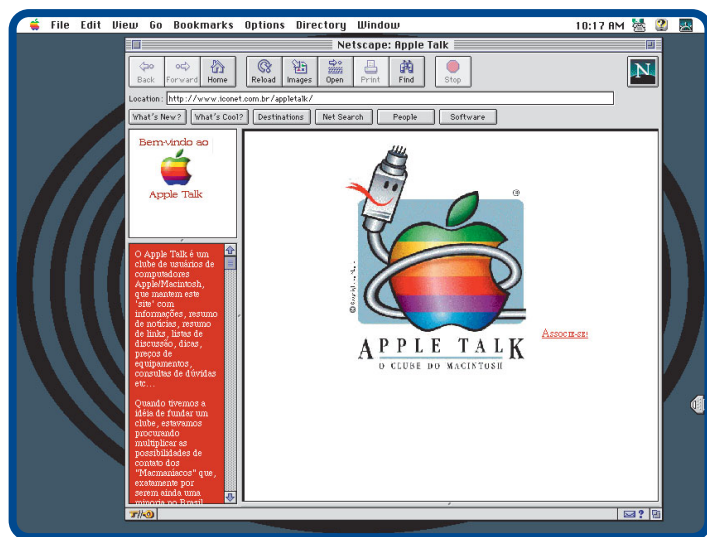 File Edit View Go Bookmarks Options Directory Window 10:17 AM
Netscape: Apple Talk
Back Forward Home Reload Images Open Print Find Stop
N
Location: http://www.iconet.com.br/appletalk/
What's New? What's Cool? Destinations Net Search People Software
Bem-vindo ao
Apple Talk
O Apple Talk é um
clube de usuários de
computadores
Apple/Macintosh,
que mantem este
'site' com
informações, resumo
de notícias, resumo
de links, listas de
discussão, dicas,
preços de
equipamentos,
consultas de dúvidas
etc...
Quando tivemos a
idéia de fundar um
clube, estavamos
procurando
multiplicar as
possibilidades de
contato dos
"Macmaníacos" que,
exatamente por
serem ainda uma
minoria no Brasil
®
APPLE TALK
O CLUBE DO MACINTOSH
Associe-se!